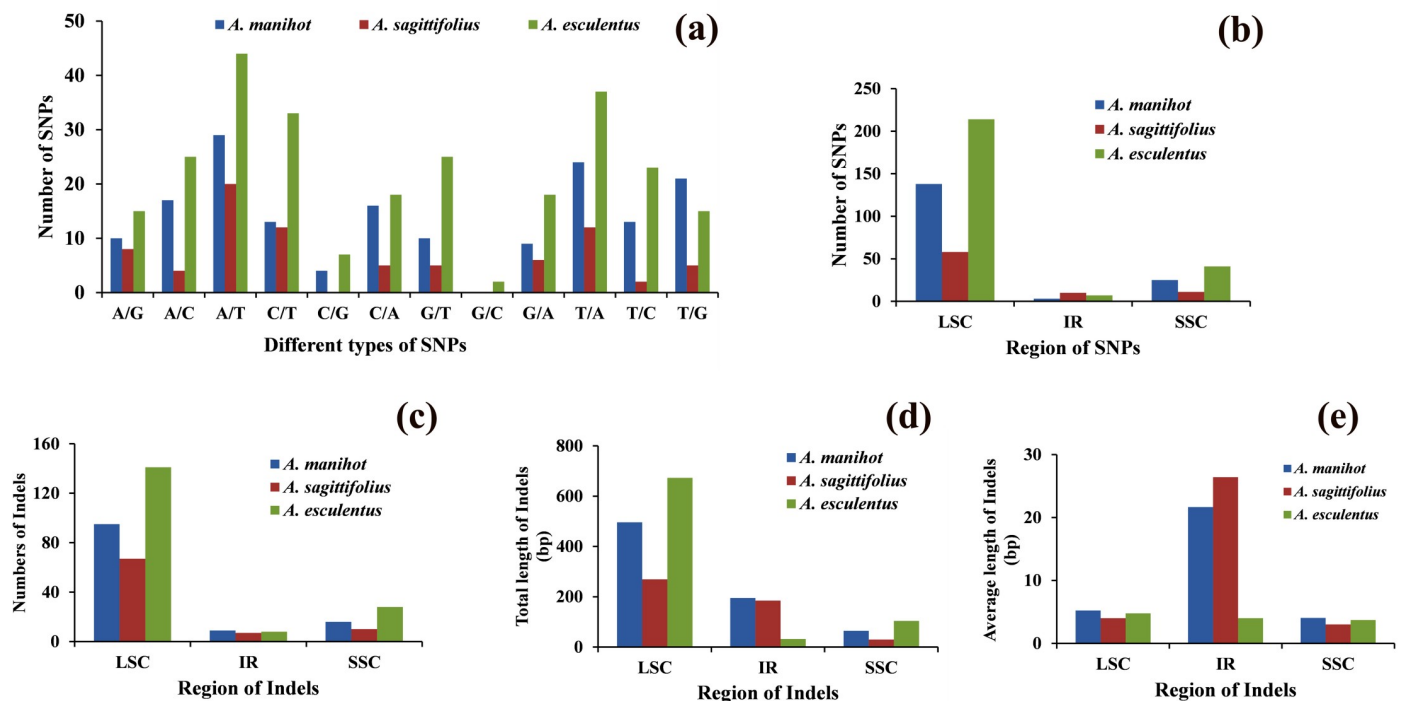 (a)
A. manihot A. sagittifolius A. esculentus
50
40
30
20
10
0
Number of SNPs
A/G A/C A/T C/T C/G C/A G/T G/C G/A T/A T/C T/G
Different types of SNPs
(b)
A. manihot
A. sagittifolius
A. esculentus
250
200
150
100
50
0
Number of SNPs
LSC IR SSC
Region of SNPs
(c)
A. manihot
A. sagittifolius
A. esculentus
160
120
80
40
0
Numbers of Indels
LSC IR SSC
Region of Indels
(d)
A. manihot
A. sagittifolius
A. esculentus
800
600
400
200
0
Total length of Indels
(bp)
LSC IR SSC
Region of Indels
(e)
A. manihot
A. sagittifolius
A. esculentus
30
20
10
0
Average length of Indels
(bp)
LSC IR SSC
Region of Indels